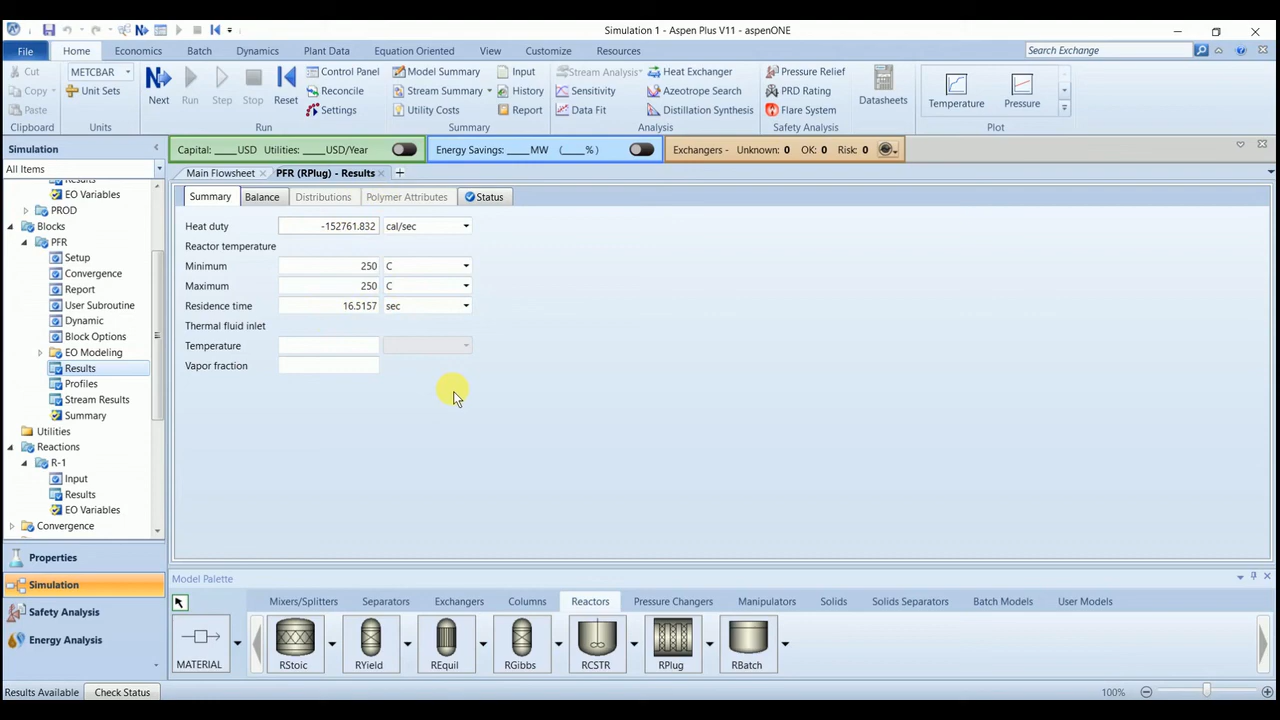 Simulation 1 - Aspen Plus V11 - aspenONE
File Home Economics Batch Dynamics Plant Data Equation Oriented View Customize Resources Search Exchange
Cut METCBAR Control Panel Model Summary Input Stream Analysis Heat Exchanger Pressure Relief
Copy Unit Sets Next Run Step Stop Reset Reconcile Stream Summary History Sensitivity Azeotrope Search PRD Rating Datasheets Temperature Pressure
Paste Settings Utility Costs Report Data Fit Distillation Synthesis Flare System
Clipboard Units Run Summary Analysis Safety Analysis Plot
Simulation Capital: ____USD Utilities: ____USD/Year Energy Savings: ____MW (____%) Exchangers - Unknown: 0 OK: 0 Risk: 0
All Items Main Flowsheet PFR (RPlug) - Results
Results
EO Variables Summary Balance Distributions Polymer Attributes Status
PROD
Blocks Heat duty -152761.832 cal/sec
PFR Reactor temperature
Setup Minimum 250 C
Convergence Maximum 250 C
Report
User Subroutine Residence time 16.5157 sec
Dynamic Thermal fluid inlet
Block Options
EO Modeling Temperature
Results Vapor fraction
Profiles
Stream Results
Summary
Utilities
Reactions
R-1
Input
Results
EO Variables
Convergence
Properties
Simulation
Safety Analysis
Energy Analysis
Model Palette
Mixers/Splitters Separators Exchangers Columns Reactors Pressure Changers Manipulators Solids Solids Separators Batch Models User Models
MATERIAL RStoic RYield REquil RGibbs RCSTR RPlug RBatch
Results Available Check Status 100%